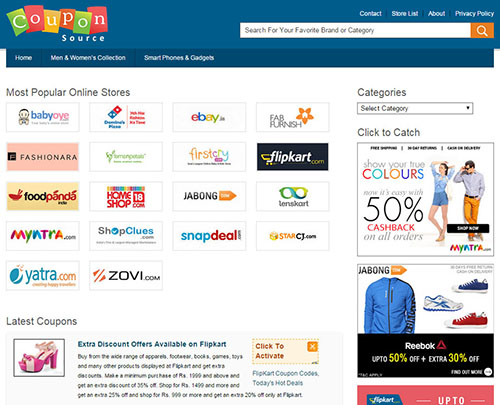 Coupon
Source
Contact Store List About Privacy Policy
Search For Your Favorite Brand or Category
Home Men & Women's Collection Smart Phones & Gadgets
Most Popular Online Stores
babyoye
Domino's Pizza
ebay.in
FAB FURNISH
FASHIONARA
fernsnpetals
firstcry
flipkart.com
foodpanda
HOME SHOP 18 .COM
JABONG .COM
lenskart
myntra.com
ShopClues.com
snapdeal.com
STARCJ.com
yatra.com
creating happy travellers
ZOVI.COM
Categories
Select Category
Click to Catch
FREE SHIPPING | 30 DAY RETURNS | CASH ON DELIVERY
show your true
COLOURS
now it's easy with
50%
CASHBACK
on all orders
SHOP NOW
myntra.com
JABONG .COM
30 DAYS FREE RETURN
CASH ON DELIVERY
Reebok
UPTO 50% OFF + EXTRA 30% OFF
*T&C APPLY
FIND OUT MORE
flipkart
UPTO
Latest Coupons
Extra Discount Offers Available on Flipkart
Buy from the wide range of apparels, footwear, books, games, toys
and many other products displayed at Flipkart and get extra
discounts. Make a minimum purchase of Rs. 1999 and above and
get an extra discount of 35% off. Shop for Rs. 1499 and more and
get an extra 25% off and shop for Rs. 999 or more and get an extra 20% off only at Flipkart.
Click To
Activate
Flipkart Coupon Codes,
Today's Hot Deals